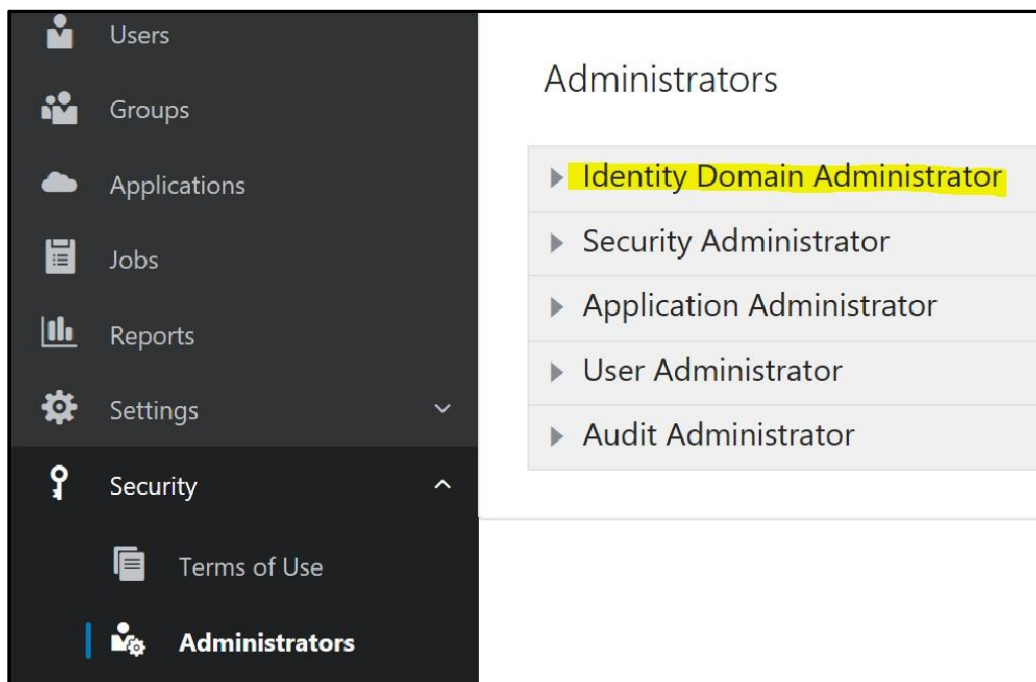 Users
Groups
Applications
Jobs
Reports
Settings
Security
Terms of Use
Administrators
Administrators
Identity Domain Administrator
Security Administrator
Application Administrator
User Administrator
Audit Administrator